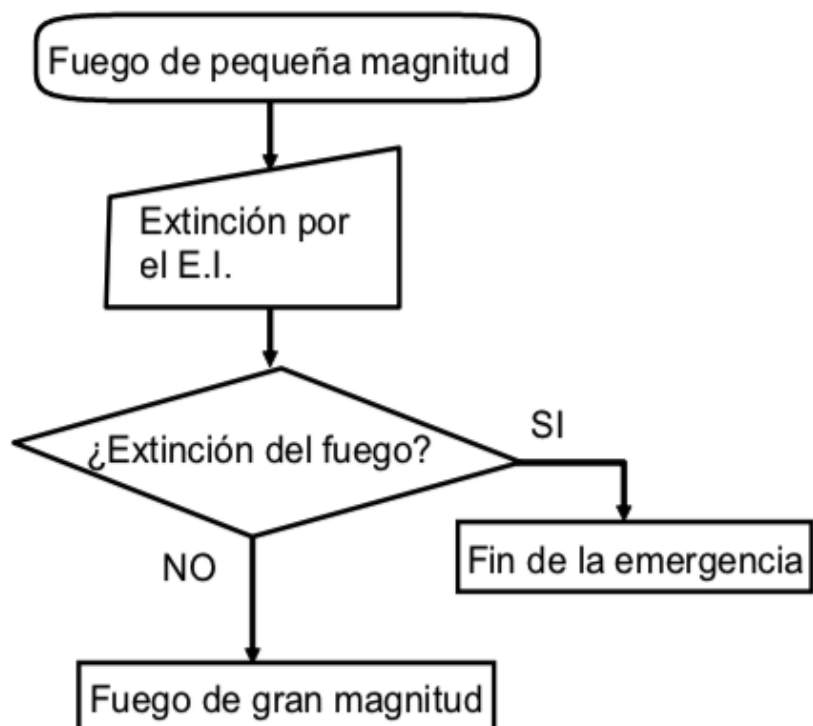 Fuego de pequeña magnitud
Extinción por
el E.I.
¿Extinción del fuego?
SI
Fin de la emergencia
NO
Fuego de gran magnitud